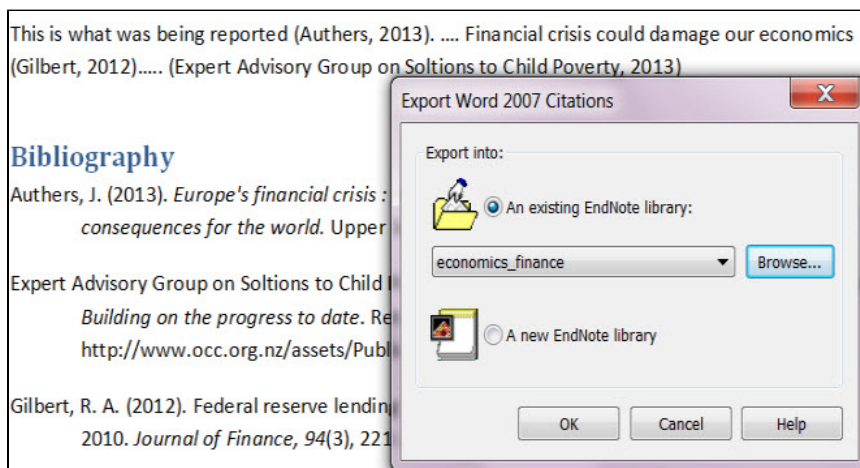 This is what was being reported (Authers, 2013). .... Financial crisis could damage our economics
(Gilbert, 2012)..... (Expert Advisory Group on Soltions to Child Poverty, 2013)
Export Word 2007 Citations
Bibliography
Authers, J. (2013). Europe's financial crisis :
consequences for the world. Upper
Expert Advisory Group on Soltions to Child
Building on the progress to date. Re
http://www.occ.org.nz/assets/Publ
Gilbert, R. A. (2012). Federal reserve lending
2010. Journal of Finance, 94(3), 221
Export into:
An existing EndNote library:
economics_finance
Browse...
A new EndNote library
OK
Cancel
Help